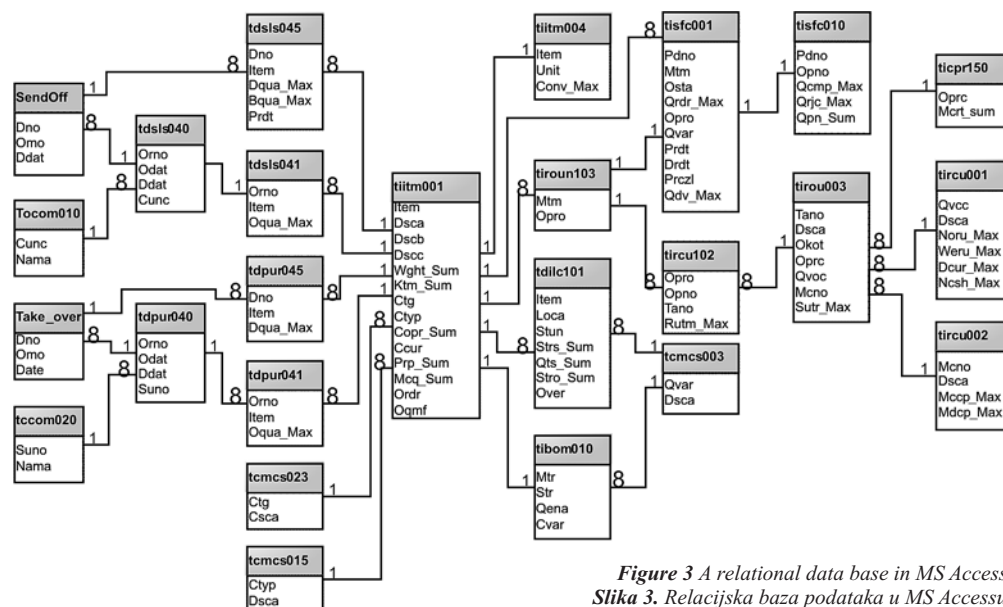 SendOff
Dno
Omo
Ddat
Tocom010
Cunc
Nama
Take_over
Dno
Omo
Date
tccom020
Suno
Nama
tdsls040
Orno
Odat
Ddat
Cunc
tdpur040
Orno
Odat
Ddat
Suno
tdsls045
Dno
Item
Dqua_Max
Bqua_Max
Prdt
tdsls041
Orno
Item
Oqua_Max
tdpur045
Dno
Item
Dqua_Max
tdpur041
Orno
Item
Oqua_Max
tcmcs023
Ctg
Csca
tcmcs015
Ctyp
Dsca
tiitm001
Item
Dsca
Dscb
Dscc
Wght_Sum
Ktm_Sum
Ctg
Ctyp
Copr_Sum
Ccur
Prp_Sum
Mcq_Sum
Ordr
Oqmf
tiitm004
Item
Unit
Conv_Max
tiroun103
Mtm
Opro
tdilc101
Item
Loca
Stun
Strs_Sum
Qts_Sum
Stro_Sum
Over
tibom010
Mtr
Str
Qena
Cvar
tisfc001
Pdno
Mtm
Osta
Qrdr_Max
Opro
Qvar
Prdt
Drdt
Prczl
Qdv_Max
tircu102
Opro
Opno
Tano
Rutm_Max
tcmcs003
Qvar
Dsca
tisfc010
Pdno
Opno
Qcmp_Max
Qrjc_Max
Qpn_Sum
tirou003
Tano
Dsca
Okot
Oprc
Qvoc
Mcno
Sutr_Max
ticpr150
Oprc
Mcrt_sum
tircu001
Qvcc
Dsca
Noru_Max
Weru_Max
Dcur_Max
Ncsh_Max
tircu002
Mcno
Dsca
Mccp_Max
Mdcp_Max
Figure 3 A relational data base in MS Access
Slika 3. Relacijska baza podataka u MS Accessu